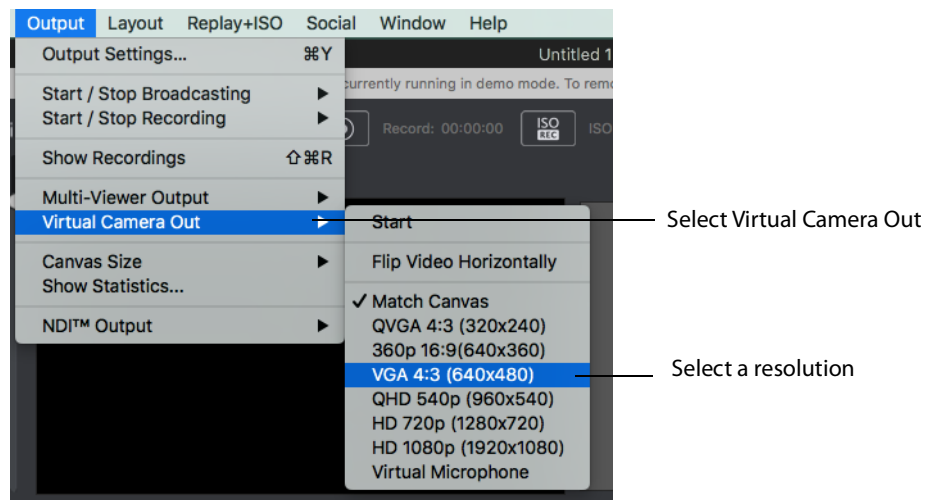 Output Layout Replay+ISO Social Window Help
Output Settings... ⌘Y
Untitled 1
urrently running in demo mode. To remo
Start / Stop Broadcasting
Start / Stop Recording
Record: 00:00:00
ISO
REC
ISO
Show Recordings ⇧⌘R
Multi-Viewer Output
Virtual Camera Out
Start
Select Virtual Camera Out
Canvas Size
Show Statistics...
NDI™ Output
Flip Video Horizontally
✓ Match Canvas
QVGA 4:3 (320x240)
360p 16:9(640x360)
VGA 4:3 (640x480)
Select a resolution
QHD 540p (960x540)
HD 720p (1280x720)
HD 1080p (1920x1080)
Virtual Microphone